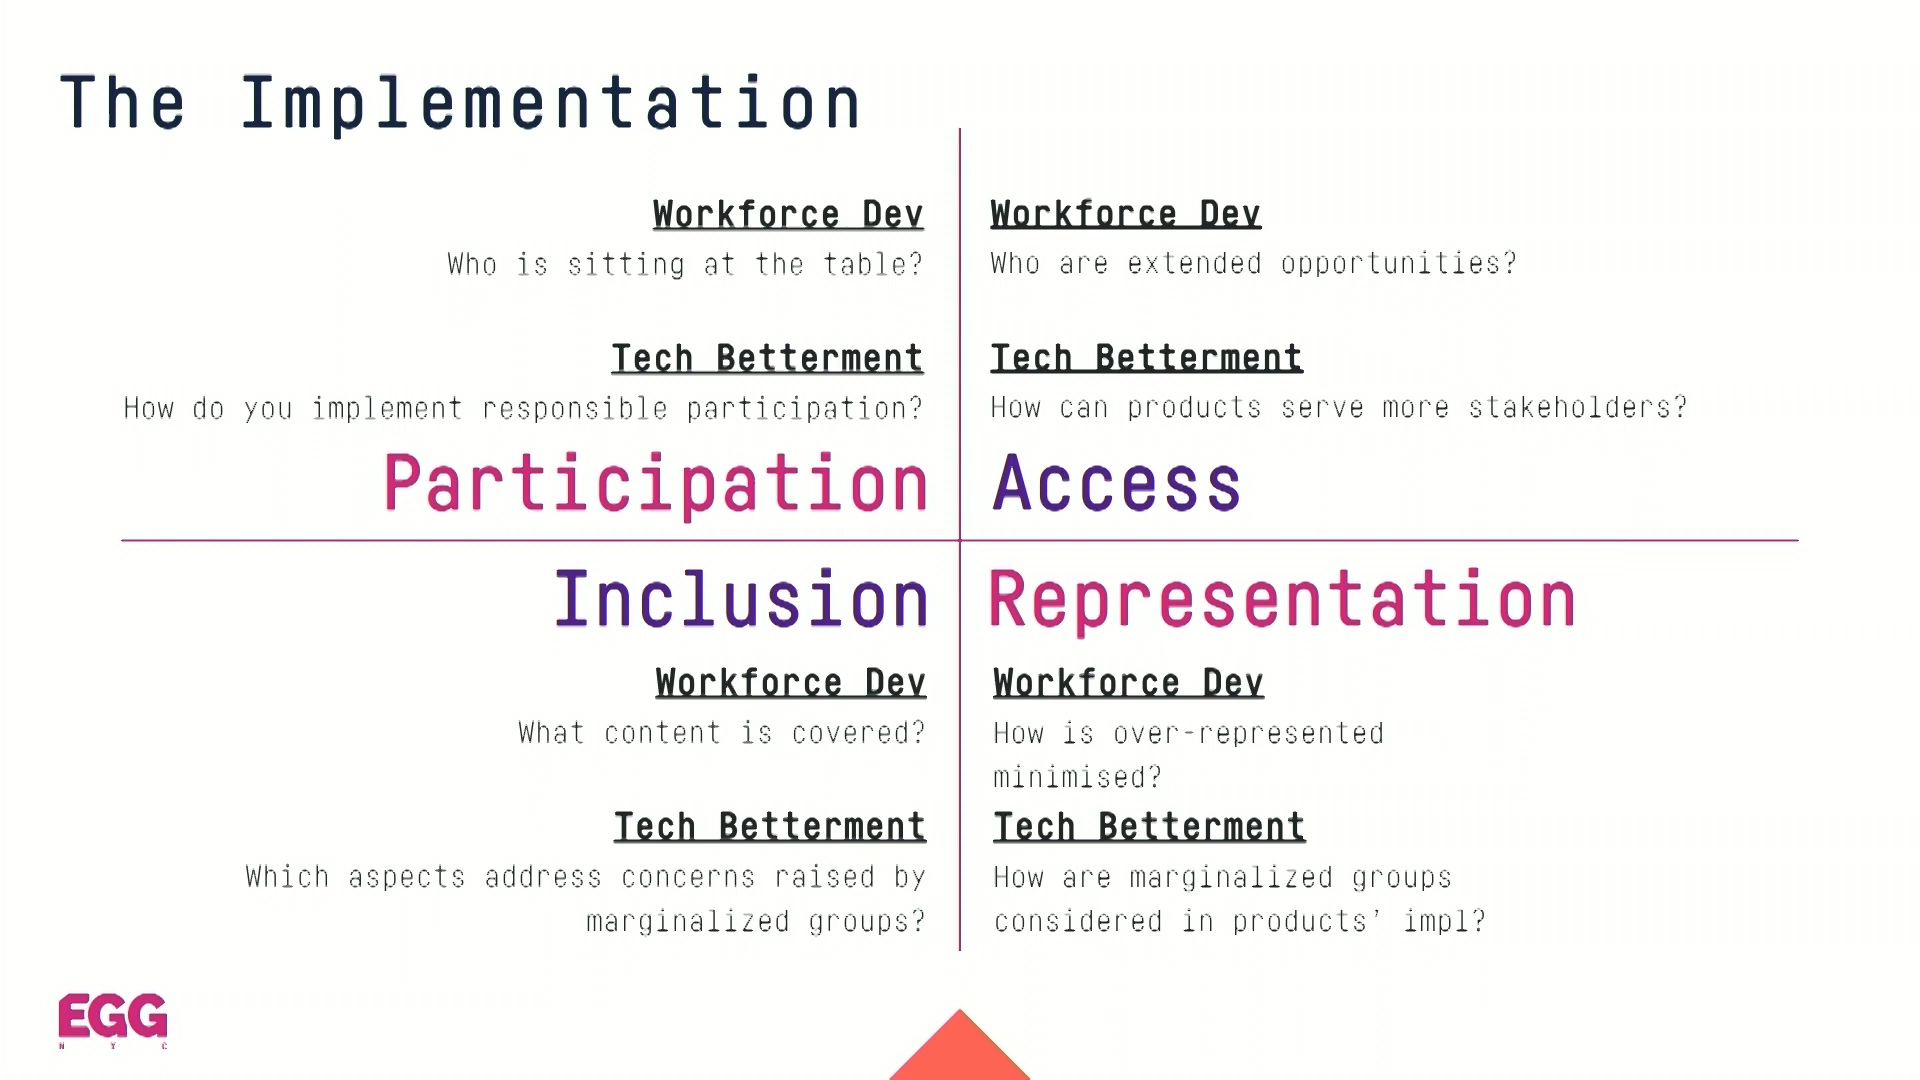 The Implementation
Workforce Dev
Who is sitting at the table?
Tech Betterment
How do you implement responsible participation?
Participation
Workforce Dev
Who are extended opportunities?
Tech Betterment
How can products serve more stakeholders?
Access
Inclusion
Workforce Dev
What content is covered?
Tech Betterment
Which aspects address concerns raised by
marginalized groups?
Representation
Workforce Dev
How is over-represented
minimised?
Tech Betterment
How are marginalized groups
considered in products’ impl?
EGG
N Y C